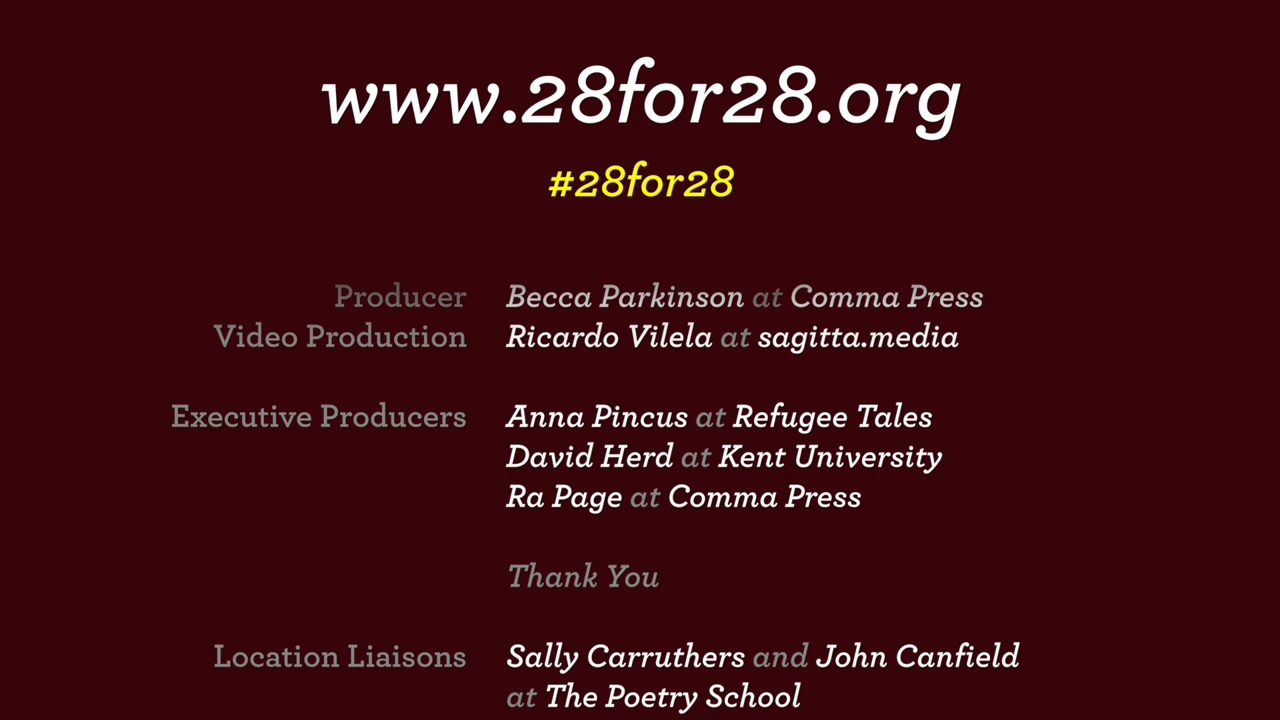 www.28for28.org
#28for28
Producer Becca Parkinson at Comma Press
Video Production Ricardo Vilela at sagitta.media
Executive Producers Anna Pincus at Refugee Tales
David Herd at Kent University
Ra Page at Comma Press
Thank You
Location Liaisons Sally Carruthers and John Canfield
at The Poetry School